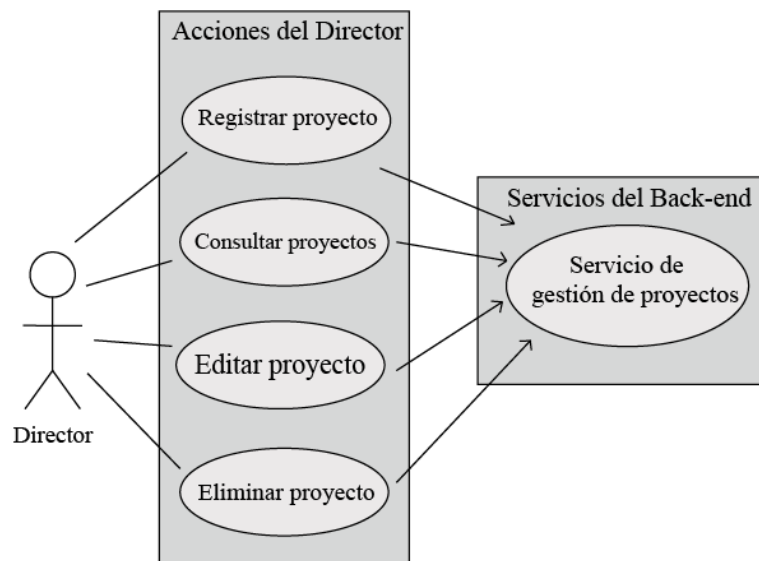 Acciones del Director
Registrar proyecto
Consultar proyectos
Editar proyecto
Eliminar proyecto
Director
Servicios del Back-end
Servicio de
gestión de proyectos